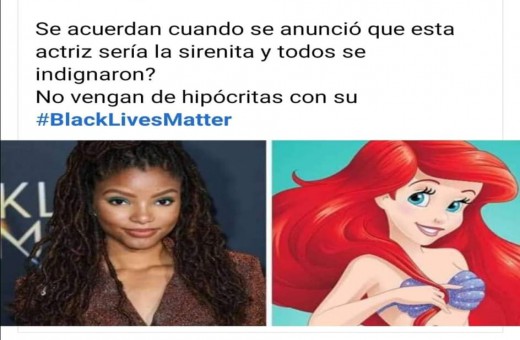 Se acuerdan cuando se anunció que esta
actriz sería la sirenita y todos se
indignaron?
No vengan de hipócritas con su
#BlackLivesMatter
KL
M